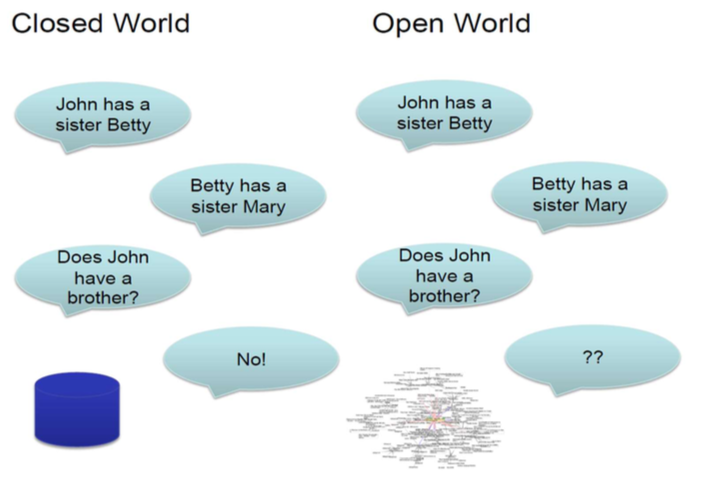 Closed World
Open World
John has a
sister Betty
John has a
sister Betty
Betty has a
sister Mary
Betty has a
sister Mary
Does John
have a
brother?
Does John
have a
brother?
No!
??